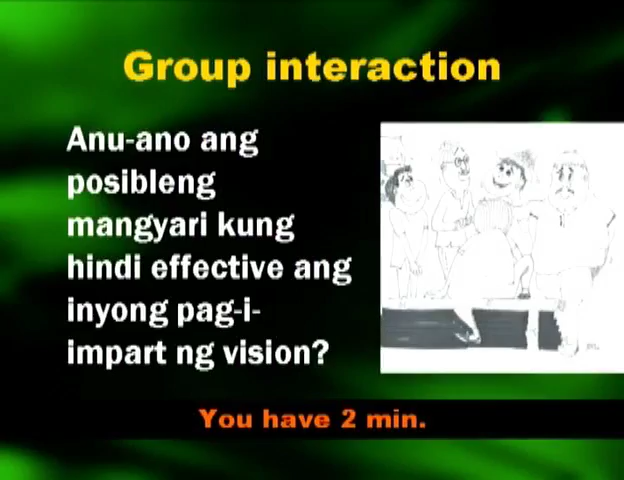 Group interaction
Anu-ano ang
posibleng
mangyari kung
hindi effective ang
inyong pag-i-
impart ng vision?
You have 2 min.